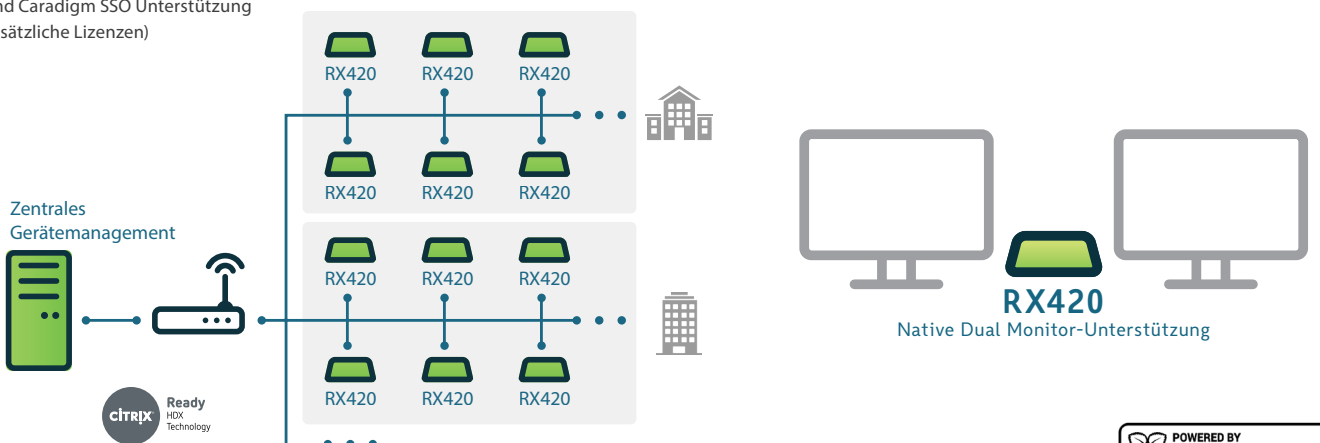 nd Caradigm SSO Unterstützung
sätzliche Lizenzen)
RX420 RX420 RX420
RX420 RX420 RX420
Zentrales
Gerätemanagement
RX420 RX420 RX420
RX420 RX420 RX420
CITRIX
Ready
HDX
Technology
RX420
Native Dual Monitor-Unterstützung
POWERED BY